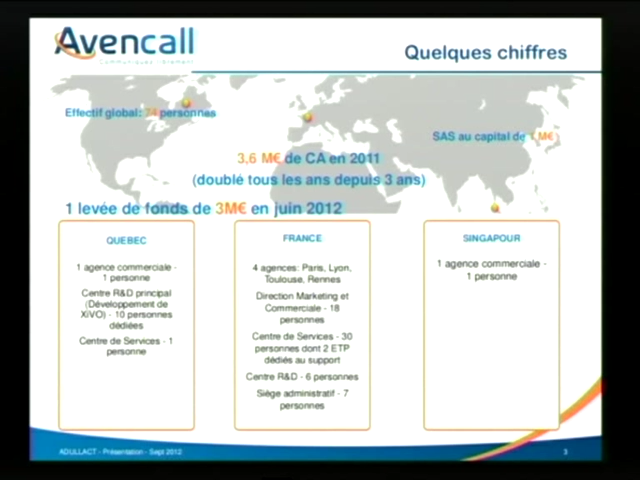 Avencall
Quelques chiffres
Effectif global: 74 personnes
SAS au capital de 1 M€
3,6 M€ de CA en 2011
(doublé tous les ans depuis 3 ans)
1 levée de fonds de 3M€ en juin 2012
QUEBEC
1 agence commerciale -
1 personne
Centre R&D principal
(Développement de
XiVO) - 10 personnes
dédiées
Centre de Services - 1
personne
FRANCE
4 agences: Paris, Lyon,
Toulouse, Rennes
Direction Marketing et
Commerciale - 18
personnes
Centre de Services - 30
personnes dont 2 ETP
dédiés au support
Centre R&D - 6 personnes
Siège administratif - 7
personnes
SINGAPOUR
1 agence commerciale -
1 personne
ADULLACT - Présentation - Sept 2012
3